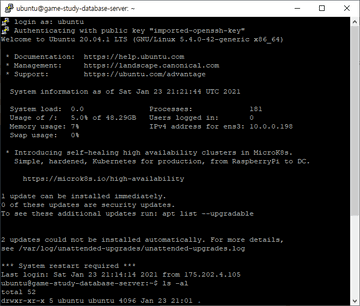 ubuntu@game-study-database-server: ~
login as: ubuntu
Authenticating with public key "imported-openssh-key"
Welcome to Ubuntu 20.04.1 LTS (GNU/Linux 5.4.0-42-generic x86_64)
* Documentation: https://help.ubuntu.com
* Management: https://landscape.canonical.com
* Support: https://ubuntu.com/advantage
System information as of Sat Jan 23 21:21:44 UTC 2021
System load: 0.0 Processes: 181
Usage of /: 5.0% of 48.29GB Users logged in: 0
Memory usage: 7% IPv4 address for ens3: 10.0.0.198
Swap usage: 0%
* Introducing self-healing high availability clusters in MicroK8s.
Simple, hardened, Kubernetes for production, from RaspberryPi to DC.
https://microk8s.io/high-availability
1 update can be installed immediately.
0 of these updates are security updates.
To see these additional updates run: apt list --upgradable
2 updates could not be installed automatically. For more details,
see /var/log/unattended-upgrades/unattended-upgrades.log
*** System restart required ***
Last login: Sat Jan 23 21:14:14 2021 from 175.202.4.105
ubuntu@game-study-database-server:~$ ls -al
total 52
drwxr-xr-x 5 ubuntu ubuntu 4096 Jan 23 21:01 .